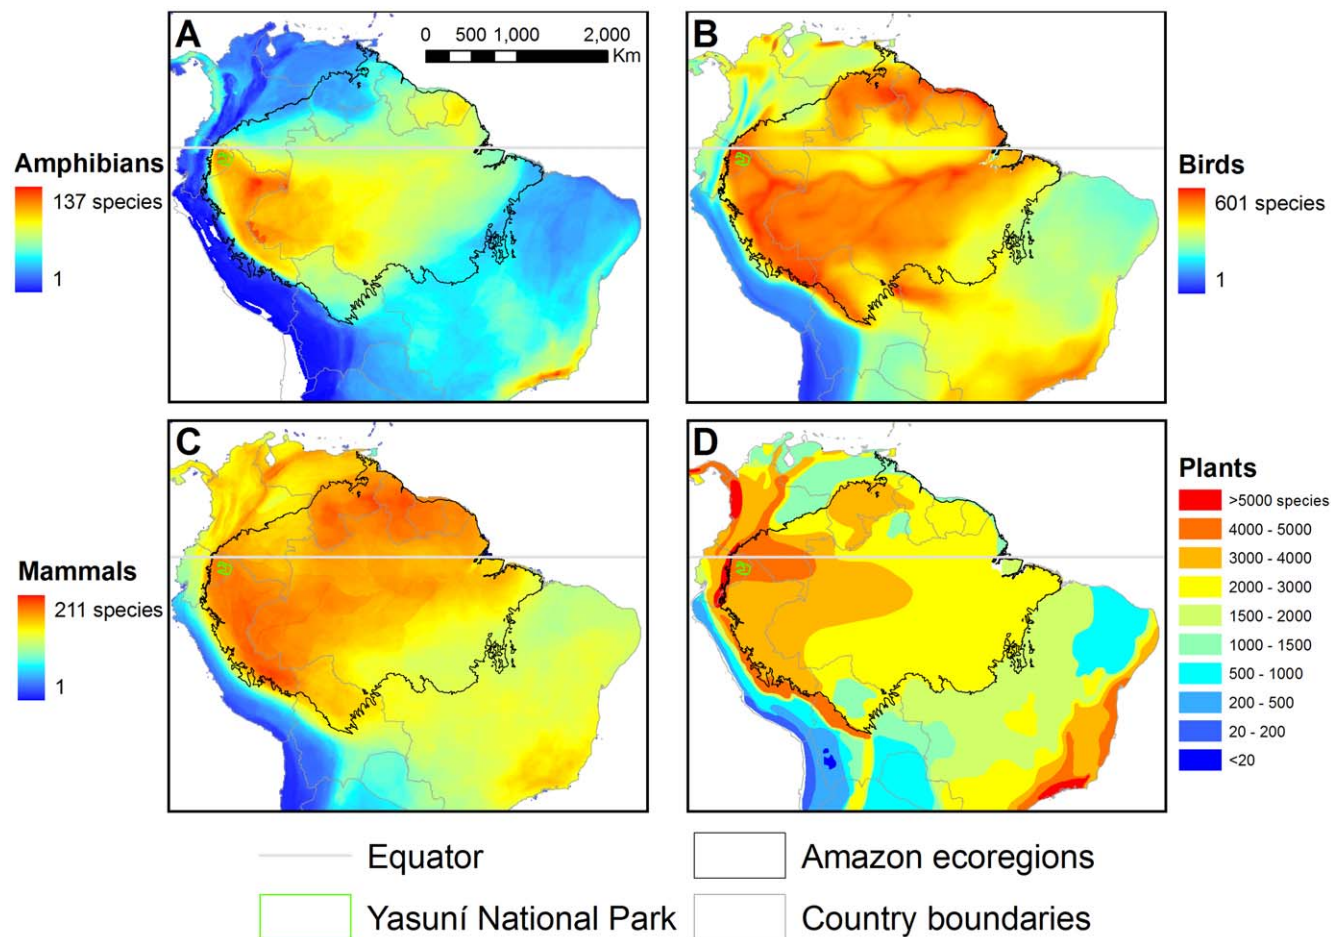 A
0 500 1,000 2,000
Km
Amphibians
137 species
1
B
Birds
601 species
1
C
Mammals
211 species
1
D
Plants
>5000 species
4000 - 5000
3000 - 4000
2000 - 3000
1500 - 2000
1000 - 1500
500 - 1000
200 - 500
20 - 200
<20
Equator
Amazon ecoregions
Yasuní National Park
Country boundaries